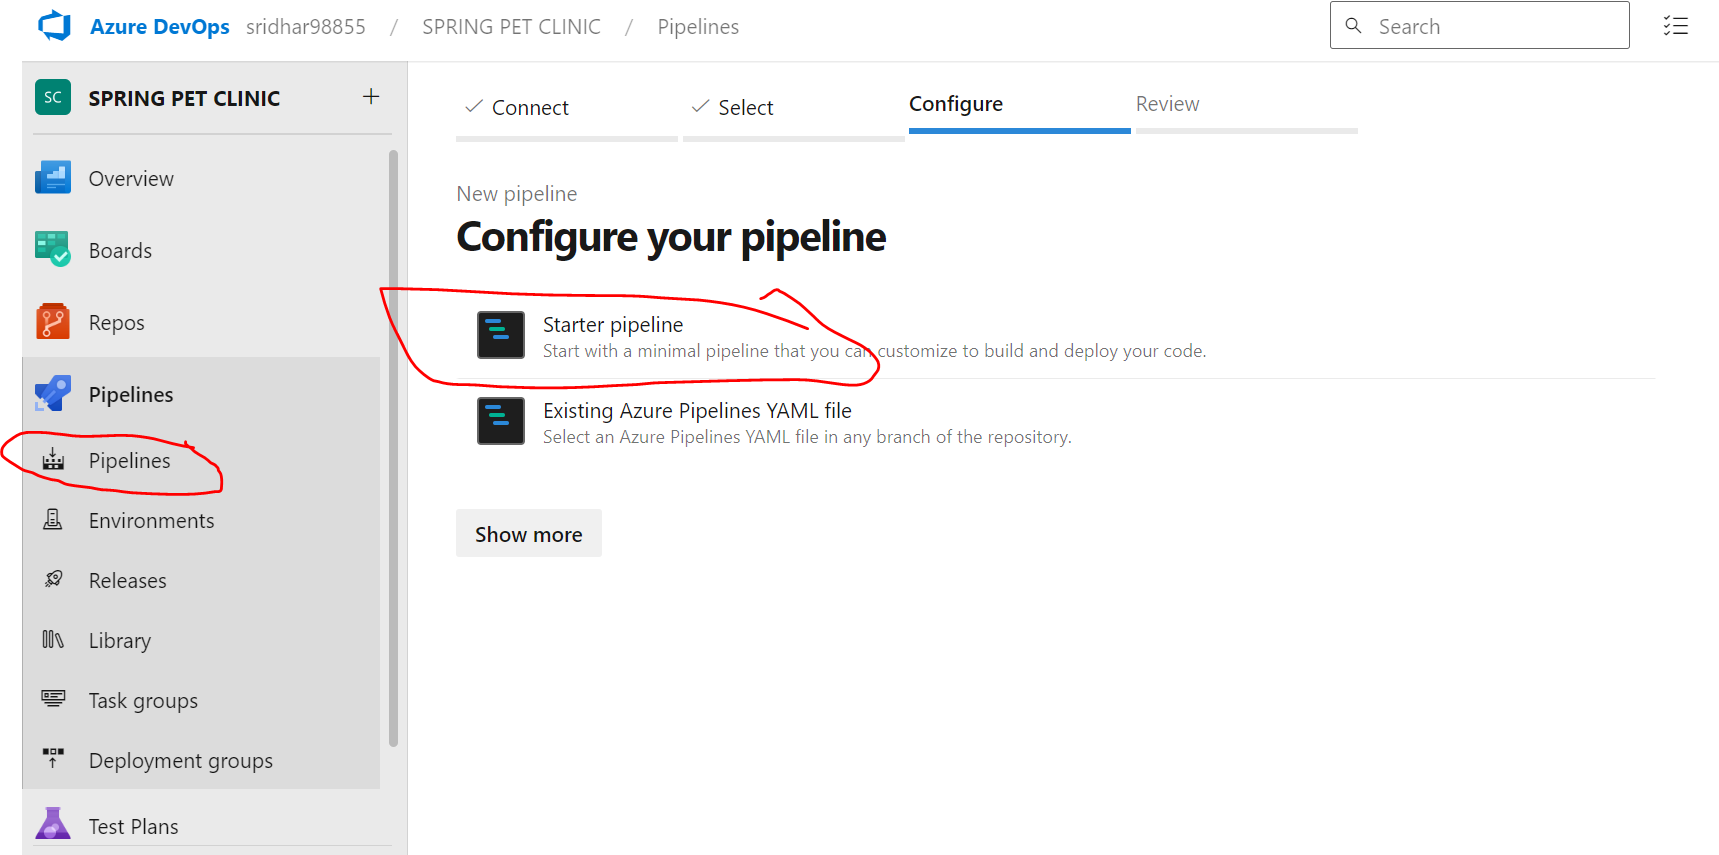 Azure DevOps sridhar98855 / SPRING PET CLINIC / Pipelines
Search
SC SPRING PET CLINIC +
Overview
Boards
Repos
Pipelines
Pipelines
Environments
Releases
Library
Task groups
Deployment groups
Test Plans
Connect Select Configure Review
New pipeline
Configure your pipeline
Starter pipeline
Start with a minimal pipeline that you can customize to build and deploy your code.
Existing Azure Pipelines YAML file
Select an Azure Pipelines YAML file in any branch of the repository.
Show more